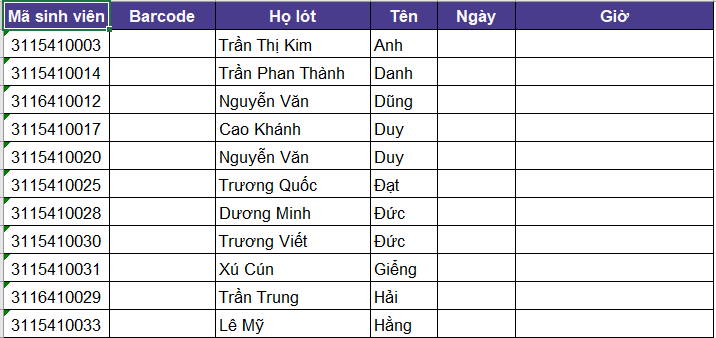 Mã sinh viên Barcode Họ lót Tên Ngày Giờ
3115410003 Trần Thị Kim Anh
3115410014 Trần Phan Thành Danh
3116410012 Nguyễn Văn Dũng
3115410017 Cao Khánh Duy
3115410020 Nguyễn Văn Duy
3115410025 Trương Quốc Đạt
3115410028 Dương Minh Đức
3115410030 Trương Viết Đức
3115410031 Xú Cún Giểng
3116410029 Trần Trung Hải
3115410033 Lê Mỹ Hằng